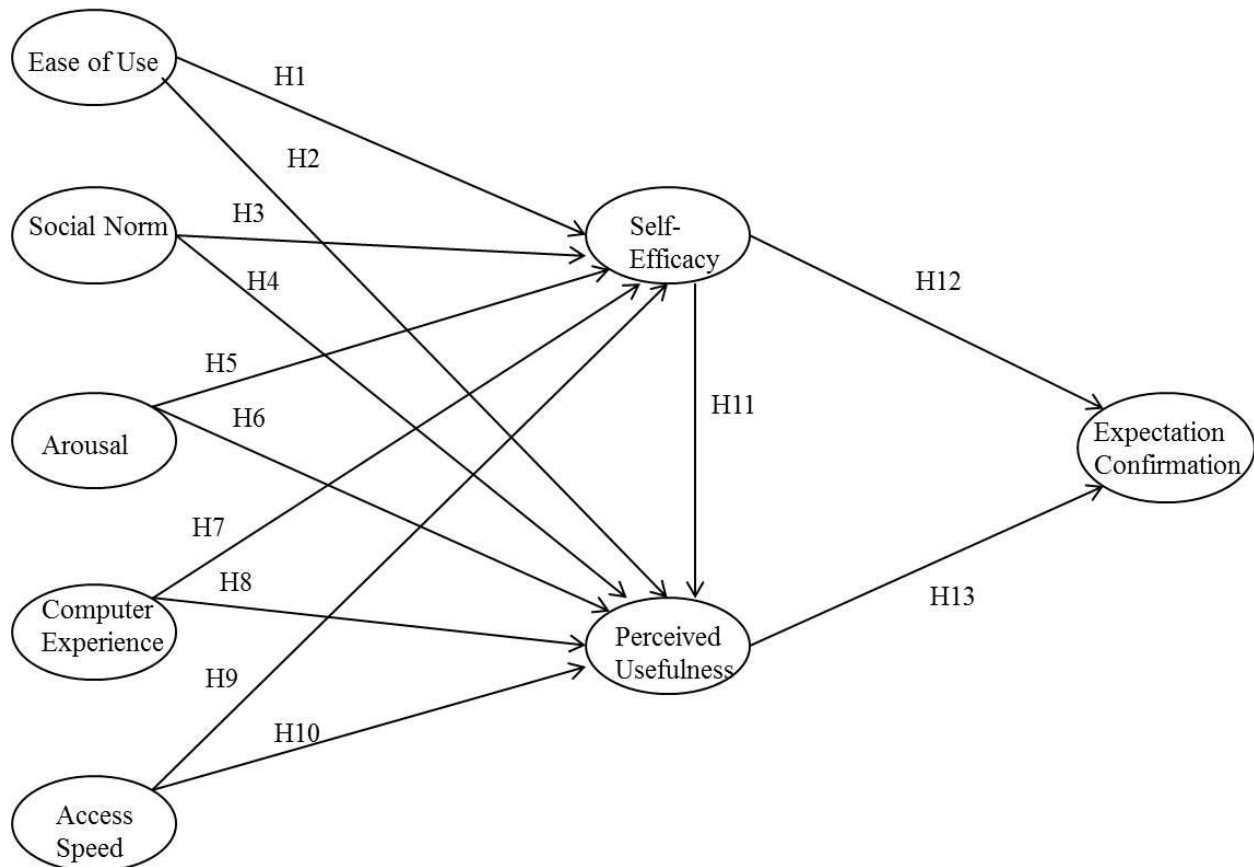 Ease of Use
H1
H2
Social Norm
H3
Self-
Efficacy
H4
H12
H5
Arousal
H6
H11
Expectation
Confirmation
H7
H8
Computer
Experience
H13
Perceived
Usefulness
H9
H10
Access
Speed